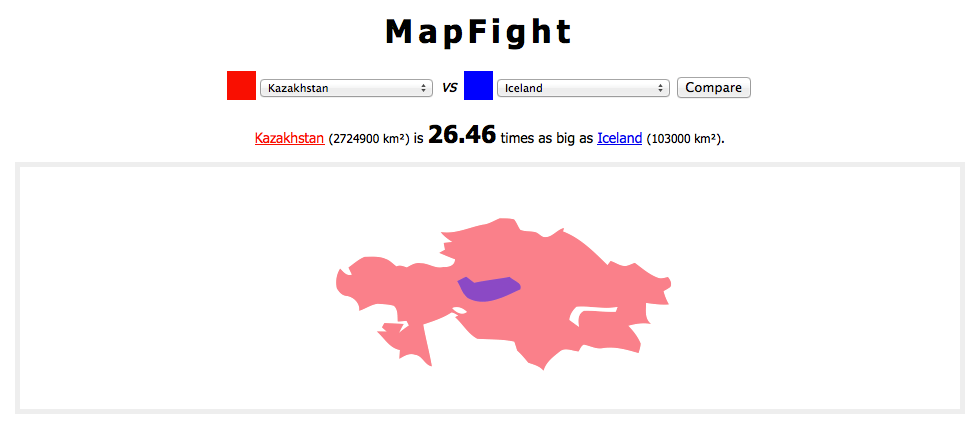 MapFight
Kazakhstan VS Iceland Compare
Kazakhstan (2724900 km²) is 26.46 times as big as Iceland (103000 km²).